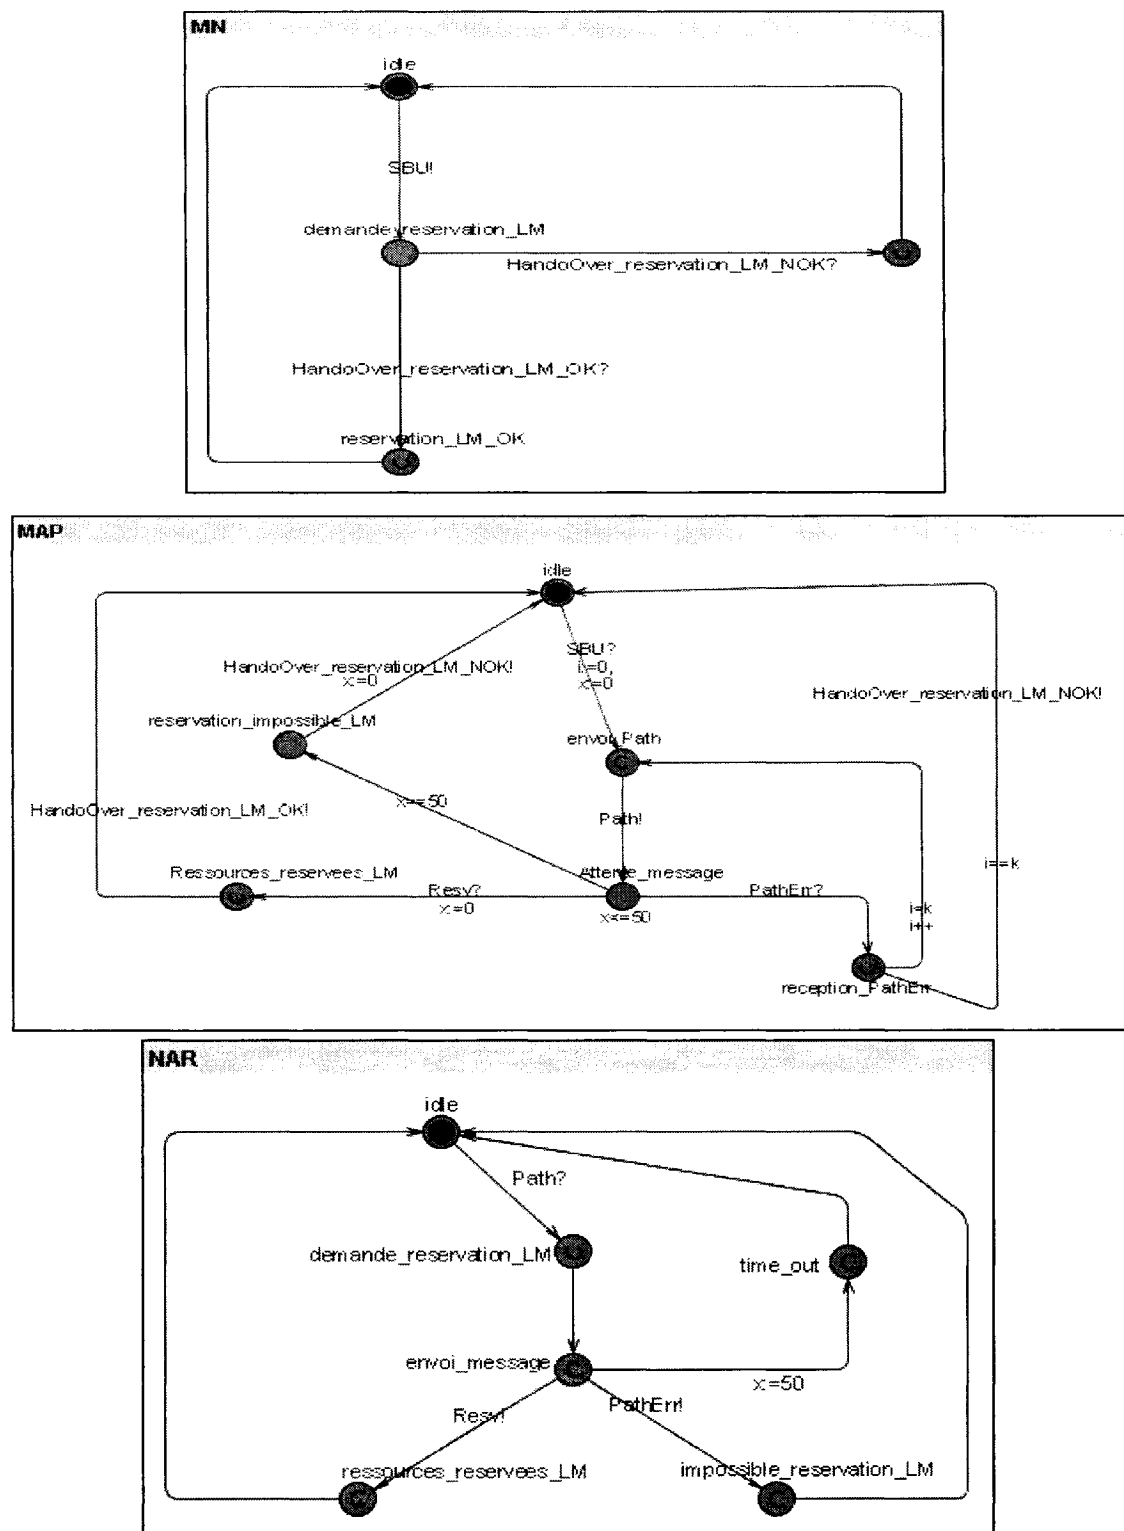 MN
idle
SBU!
demande_reservation_LM
HandoOver_reservation_LM_NOK?
HandoOver_reservation_LM_OK?
reservation_LM_OK
MAP
idle
SBU?
i:=0,
x:=0
HandoOver_reservation_LM_NOK!
x:=0
HandoOver_reservation_LM_NOK!
reservation_impossible_LM
envoi_Path
x==50
HandoOver_reservation_LM_OK!
Path!
i==k
Ressources_reservees_LM
Attente_message
Resv?
x:=0
PathErr?
x<=50
i++
reception_PathErr
NAR
idle
Path?
demande_reservation_LM
time_out
envoi_message
x:=50
Resv!
PathErr!
ressources_reservees_LM
impossible_reservation_LM